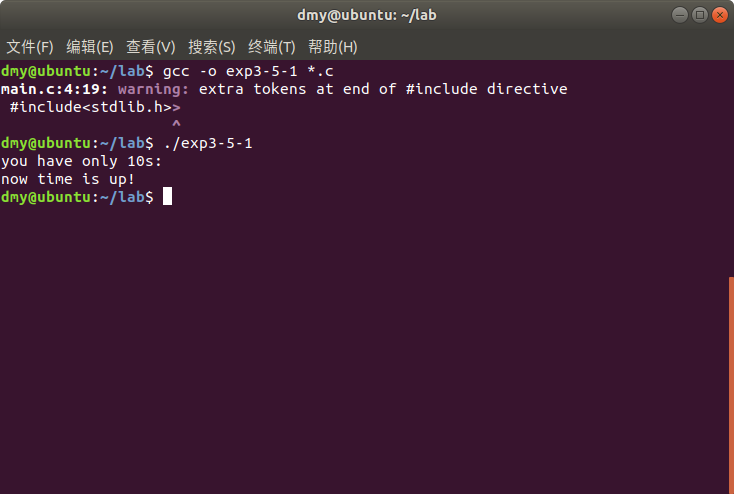 dmy@ubuntu: ~/lab
文件(F) 编辑(E) 查看(V) 搜索(S) 终端(T) 帮助(H)
dmy@ubuntu:~/lab$ gcc -o exp3-5-1 *.c
main.c:4:19: warning: extra tokens at end of #include directive
 #include<stdlib.h>>
                   ^
dmy@ubuntu:~/lab$ ./exp3-5-1
you have only 10s:
now time is up!
dmy@ubuntu:~/lab$